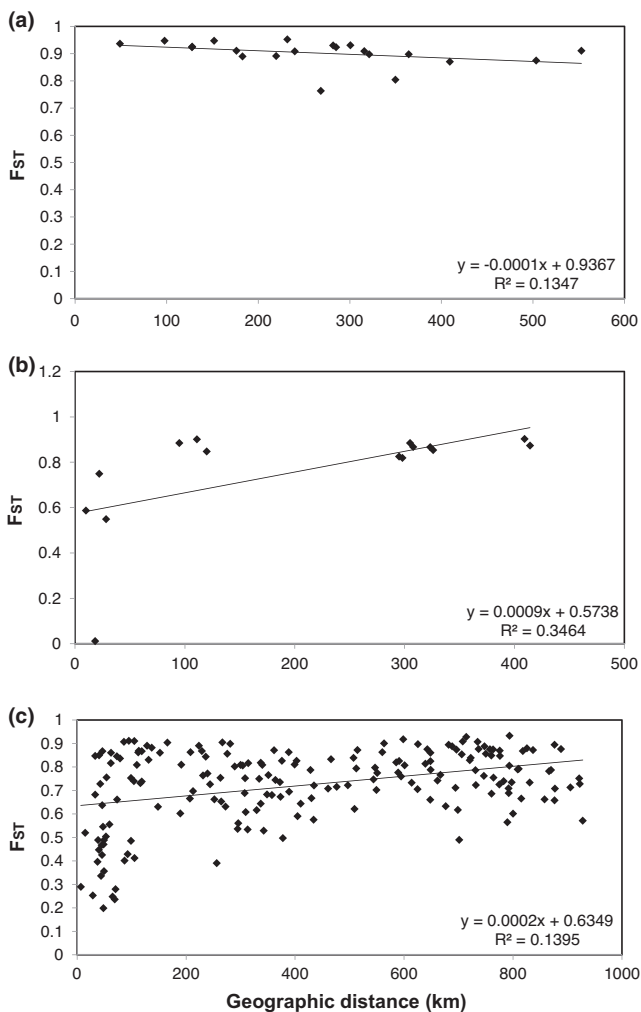 (a)
1
0.9
0.8
0.7
0.6
0.5
0.4
0.3
0.2
0.1
0
FST
y = -0.0001x + 0.9367
R² = 0.1347
0 100 200 300 400 500 600
(b)
1.2
1
0.8
0.6
0.4
0.2
0
FST
y = 0.0009x + 0.5738
R² = 0.3464
0 100 200 300 400 500
(c)
1
0.9
0.8
0.7
0.6
0.5
0.4
0.3
0.2
0.1
0
FST
y = 0.0002x + 0.6349
R² = 0.1395
0 200 400 600 800 1000
Geographic distance (km)